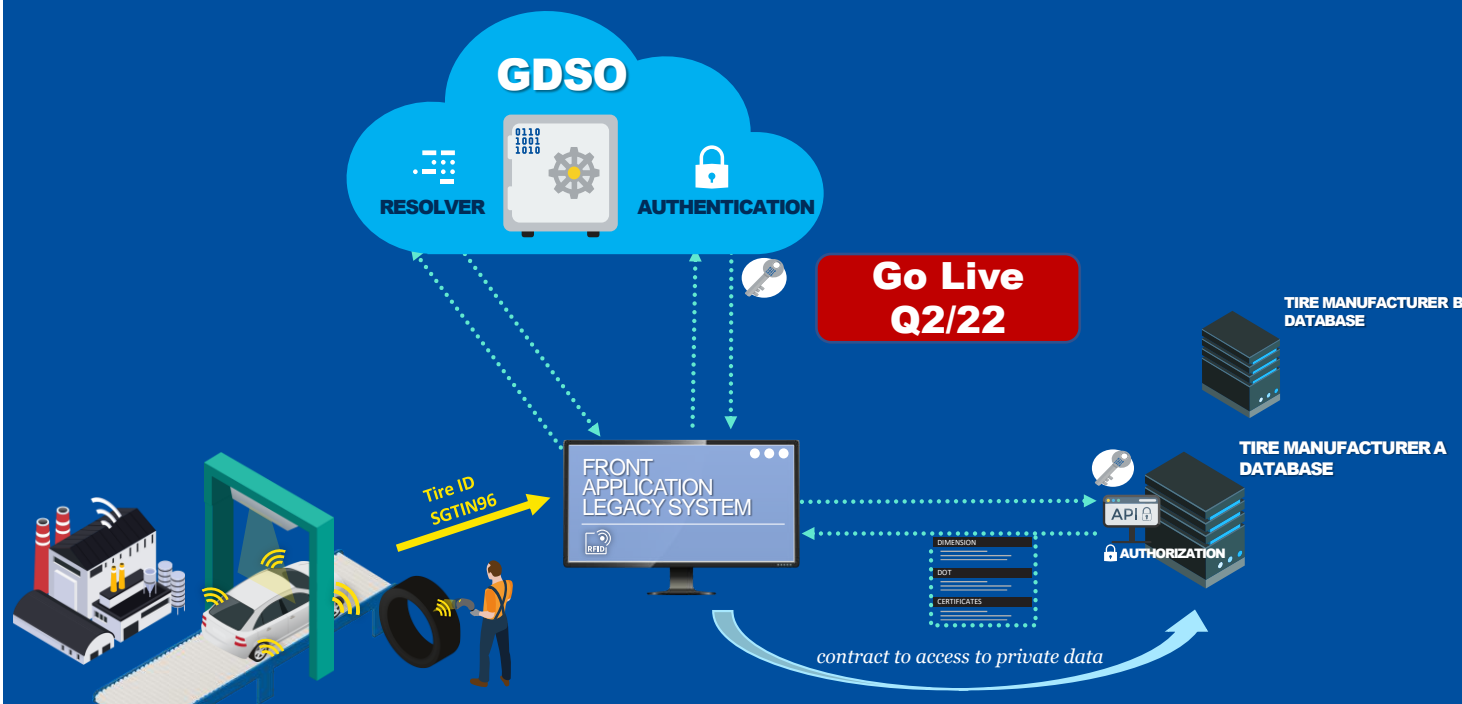 GDSO
0110
1001
1010
RESOLVER
AUTHENTICATION
Go Live
Q2/22
TIRE MANUFACTURER B
DATABASE
TIRE MANUFACTURER A
DATABASE
FRONT
APPLICATION
LEGACY SYSTEM
RFID
Tire ID
SGTIN96
API
AUTHORIZATION
DIMENSION
DOT
CERTIFICATES
contract to access to private data